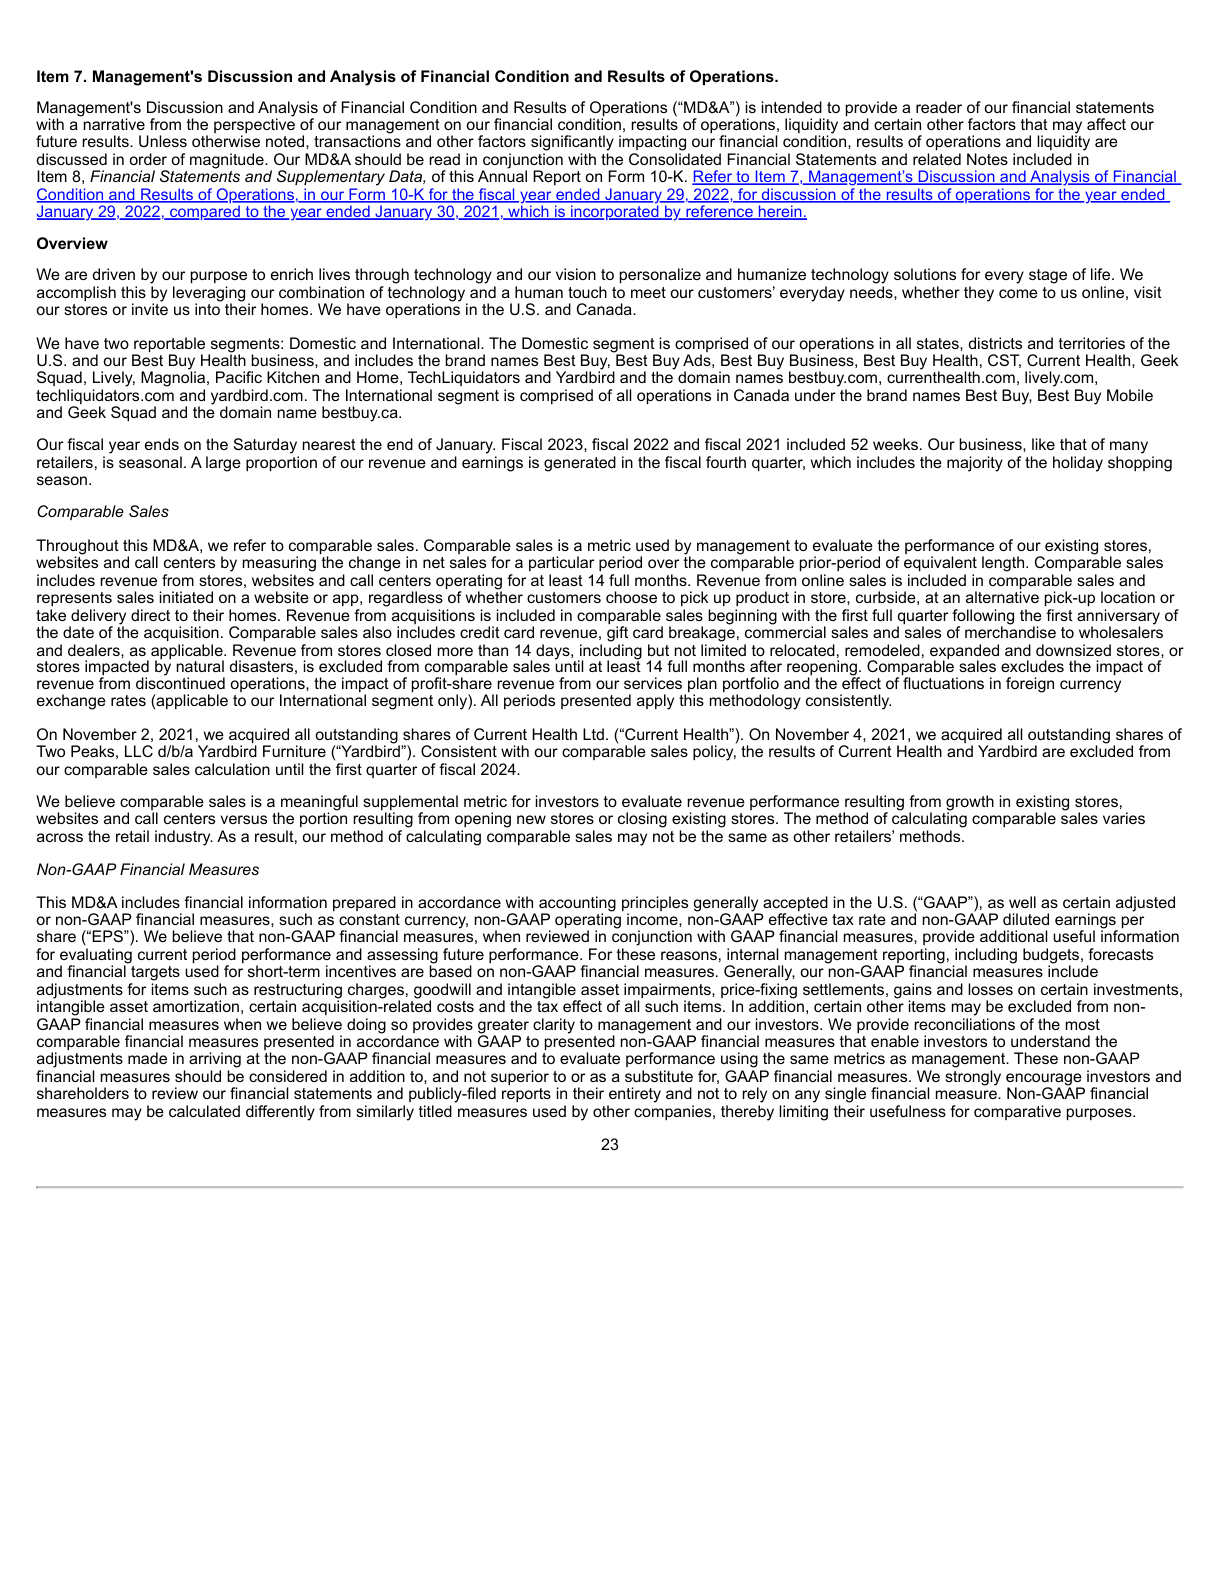 Item 7. Management's Discussion and Analysis of Financial Condition and Results of Operations.
Management's Discussion and Analysis of Financial Condition and Results of Operations (“MD&A”) is intended to provide a reader of our financial statements
with a narrative from the perspective of our management on our financial condition, results of operations, liquidity and certain other factors that may affect our
future results. Unless otherwise noted, transactions and other factors significantly impacting our financial condition, results of operations and liquidity are
discussed in order of magnitude. Our MD&A should be read in conjunction with the Consolidated Financial Statements and related Notes included in
Item 8, Financial Statements and Supplementary Data, of this Annual Report on Form 10-K. Refer to Item 7, Management’s Discussion and Analysis of Financial
Condition and Results of Operations, in our Form 10-K for the fiscal year ended January 29, 2022, for discussion of the results of operations for the year ended
January 29, 2022, compared to the year ended January 30, 2021, which is incorporated by reference herein.
Overview
We are driven by our purpose to enrich lives through technology and our vision to personalize and humanize technology solutions for every stage of life. We
accomplish this by leveraging our combination of technology and a human touch to meet our customers’ everyday needs, whether they come to us online, visit
our stores or invite us into their homes. We have operations in the U.S. and Canada.
We have two reportable segments: Domestic and International. The Domestic segment is comprised of our operations in all states, districts and territories of the
U.S. and our Best Buy Health business, and includes the brand names Best Buy, Best Buy Ads, Best Buy Business, Best Buy Health, CST, Current Health, Geek
Squad, Lively, Magnolia, Pacific Kitchen and Home, TechLiquidators and Yardbird and the domain names bestbuy.com, currenthealth.com, lively.com,
techliquidators.com and yardbird.com. The International segment is comprised of all operations in Canada under the brand names Best Buy, Best Buy Mobile
and Geek Squad and the domain name bestbuy.ca.
Our fiscal year ends on the Saturday nearest the end of January. Fiscal 2023, fiscal 2022 and fiscal 2021 included 52 weeks. Our business, like that of many
retailers, is seasonal. A large proportion of our revenue and earnings is generated in the fiscal fourth quarter, which includes the majority of the holiday shopping
season.
Comparable Sales
Throughout this MD&A, we refer to comparable sales. Comparable sales is a metric used by management to evaluate the performance of our existing stores,
websites and call centers by measuring the change in net sales for a particular period over the comparable prior-period of equivalent length. Comparable sales
includes revenue from stores, websites and call centers operating for at least 14 full months. Revenue from online sales is included in comparable sales and
represents sales initiated on a website or app, regardless of whether customers choose to pick up product in store, curbside, at an alternative pick-up location or
take delivery direct to their homes. Revenue from acquisitions is included in comparable sales beginning with the first full quarter following the first anniversary of
the date of the acquisition. Comparable sales also includes credit card revenue, gift card breakage, commercial sales and sales of merchandise to wholesalers
and dealers, as applicable. Revenue from stores closed more than 14 days, including but not limited to relocated, remodeled, expanded and downsized stores, or
stores impacted by natural disasters, is excluded from comparable sales until at least 14 full months after reopening. Comparable sales excludes the impact of
revenue from discontinued operations, the impact of profit-share revenue from our services plan portfolio and the effect of fluctuations in foreign currency
exchange rates (applicable to our International segment only). All periods presented apply this methodology consistently.
On November 2, 2021, we acquired all outstanding shares of Current Health Ltd. (“Current Health”). On November 4, 2021, we acquired all outstanding shares of
Two Peaks, LLC d/b/a Yardbird Furniture (“Yardbird”). Consistent with our comparable sales policy, the results of Current Health and Yardbird are excluded from
our comparable sales calculation until the first quarter of fiscal 2024.
We believe comparable sales is a meaningful supplemental metric for investors to evaluate revenue performance resulting from growth in existing stores,
websites and call centers versus the portion resulting from opening new stores or closing existing stores. The method of calculating comparable sales varies
across the retail industry. As a result, our method of calculating comparable sales may not be the same as other retailers’ methods.
Non-GAAP Financial Measures
This MD&A includes financial information prepared in accordance with accounting principles generally accepted in the U.S. (“GAAP”), as well as certain adjusted
or non-GAAP financial measures, such as constant currency, non-GAAP operating income, non-GAAP effective tax rate and non-GAAP diluted earnings per
share (“EPS”). We believe that non-GAAP financial measures, when reviewed in conjunction with GAAP financial measures, provide additional useful information
for evaluating current period performance and assessing future performance. For these reasons, internal management reporting, including budgets, forecasts
and financial targets used for short-term incentives are based on non-GAAP financial measures. Generally, our non-GAAP financial measures include
adjustments for items such as restructuring charges, goodwill and intangible asset impairments, price-fixing settlements, gains and losses on certain investments,
intangible asset amortization, certain acquisition-related costs and the tax effect of all such items. In addition, certain other items may be excluded from non-
GAAP financial measures when we believe doing so provides greater clarity to management and our investors. We provide reconciliations of the most
comparable financial measures presented in accordance with GAAP to presented non-GAAP financial measures that enable investors to understand the
adjustments made in arriving at the non-GAAP financial measures and to evaluate performance using the same metrics as management. These non-GAAP
financial measures should be considered in addition to, and not superior to or as a substitute for, GAAP financial measures. We strongly encourage investors and
shareholders to review our financial statements and publicly-filed reports in their entirety and not to rely on any single financial measure. Non-GAAP financial
measures may be calculated differently from similarly titled measures used by other companies, thereby limiting their usefulness for comparative purposes.
23